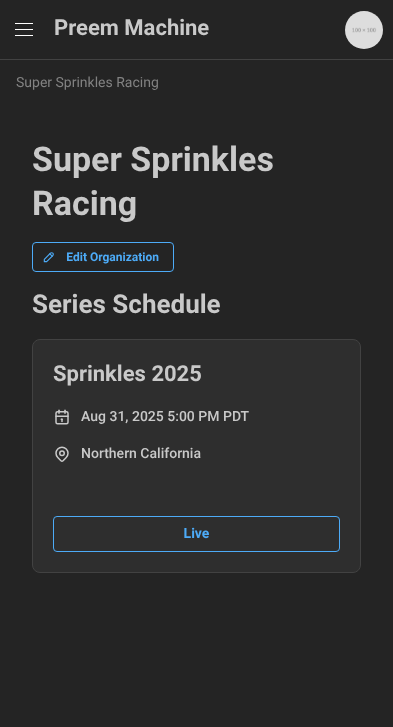 Preem Machine
100 × 100
Super Sprinkles Racing
Super Sprinkles
Racing
Edit Organization
Series Schedule
Sprinkles 2025
Aug 31, 2025 5:00 PM PDT
Northern California
Live